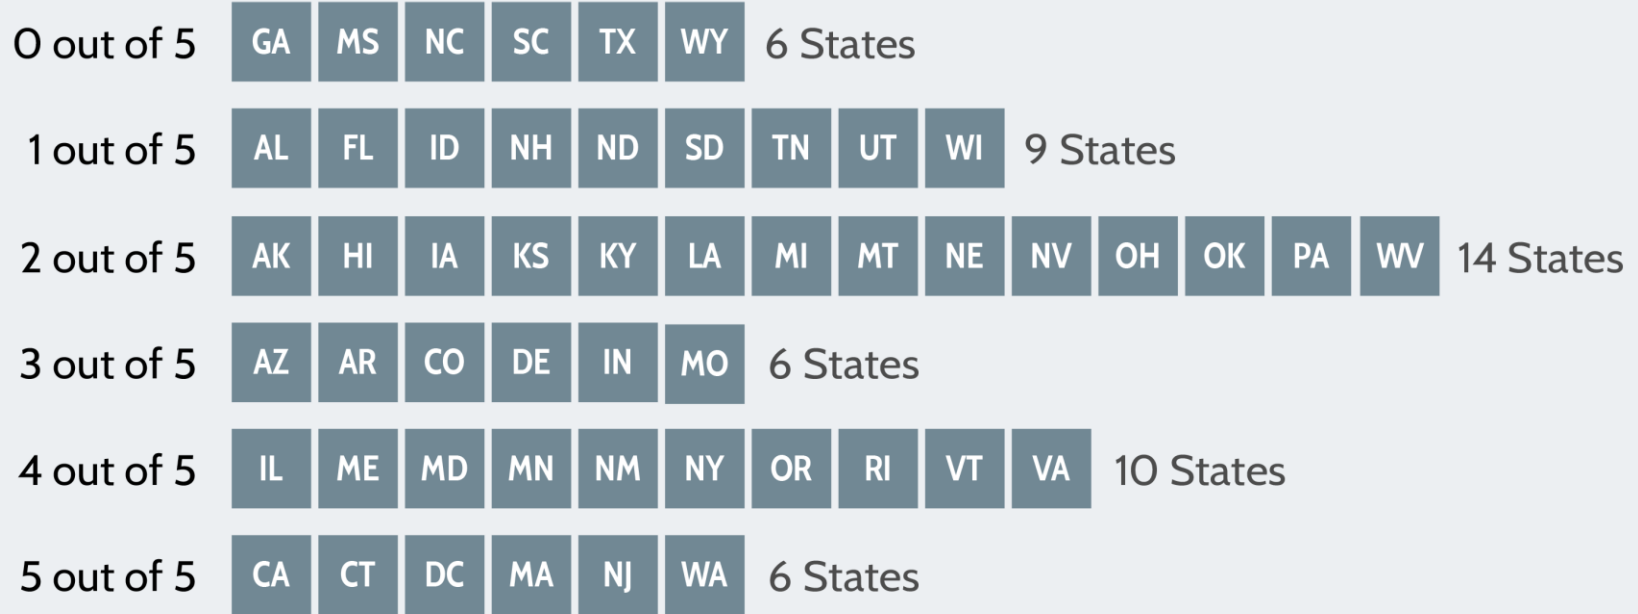 0 out of 5 GA MS NC SC TX WY 6 States
1 out of 5 AL FL ID NH ND SD TN UT WI 9 States
2 out of 5 AK HI IA KS KY LA MI MT NE NV OH OK PA WV 14 States
3 out of 5 AZ AR CO DE IN MO 6 States
4 out of 5 IL ME MD MN NM NY OR RI VT VA 10 States
5 out of 5 CA CT DC MA NJ WA 6 States